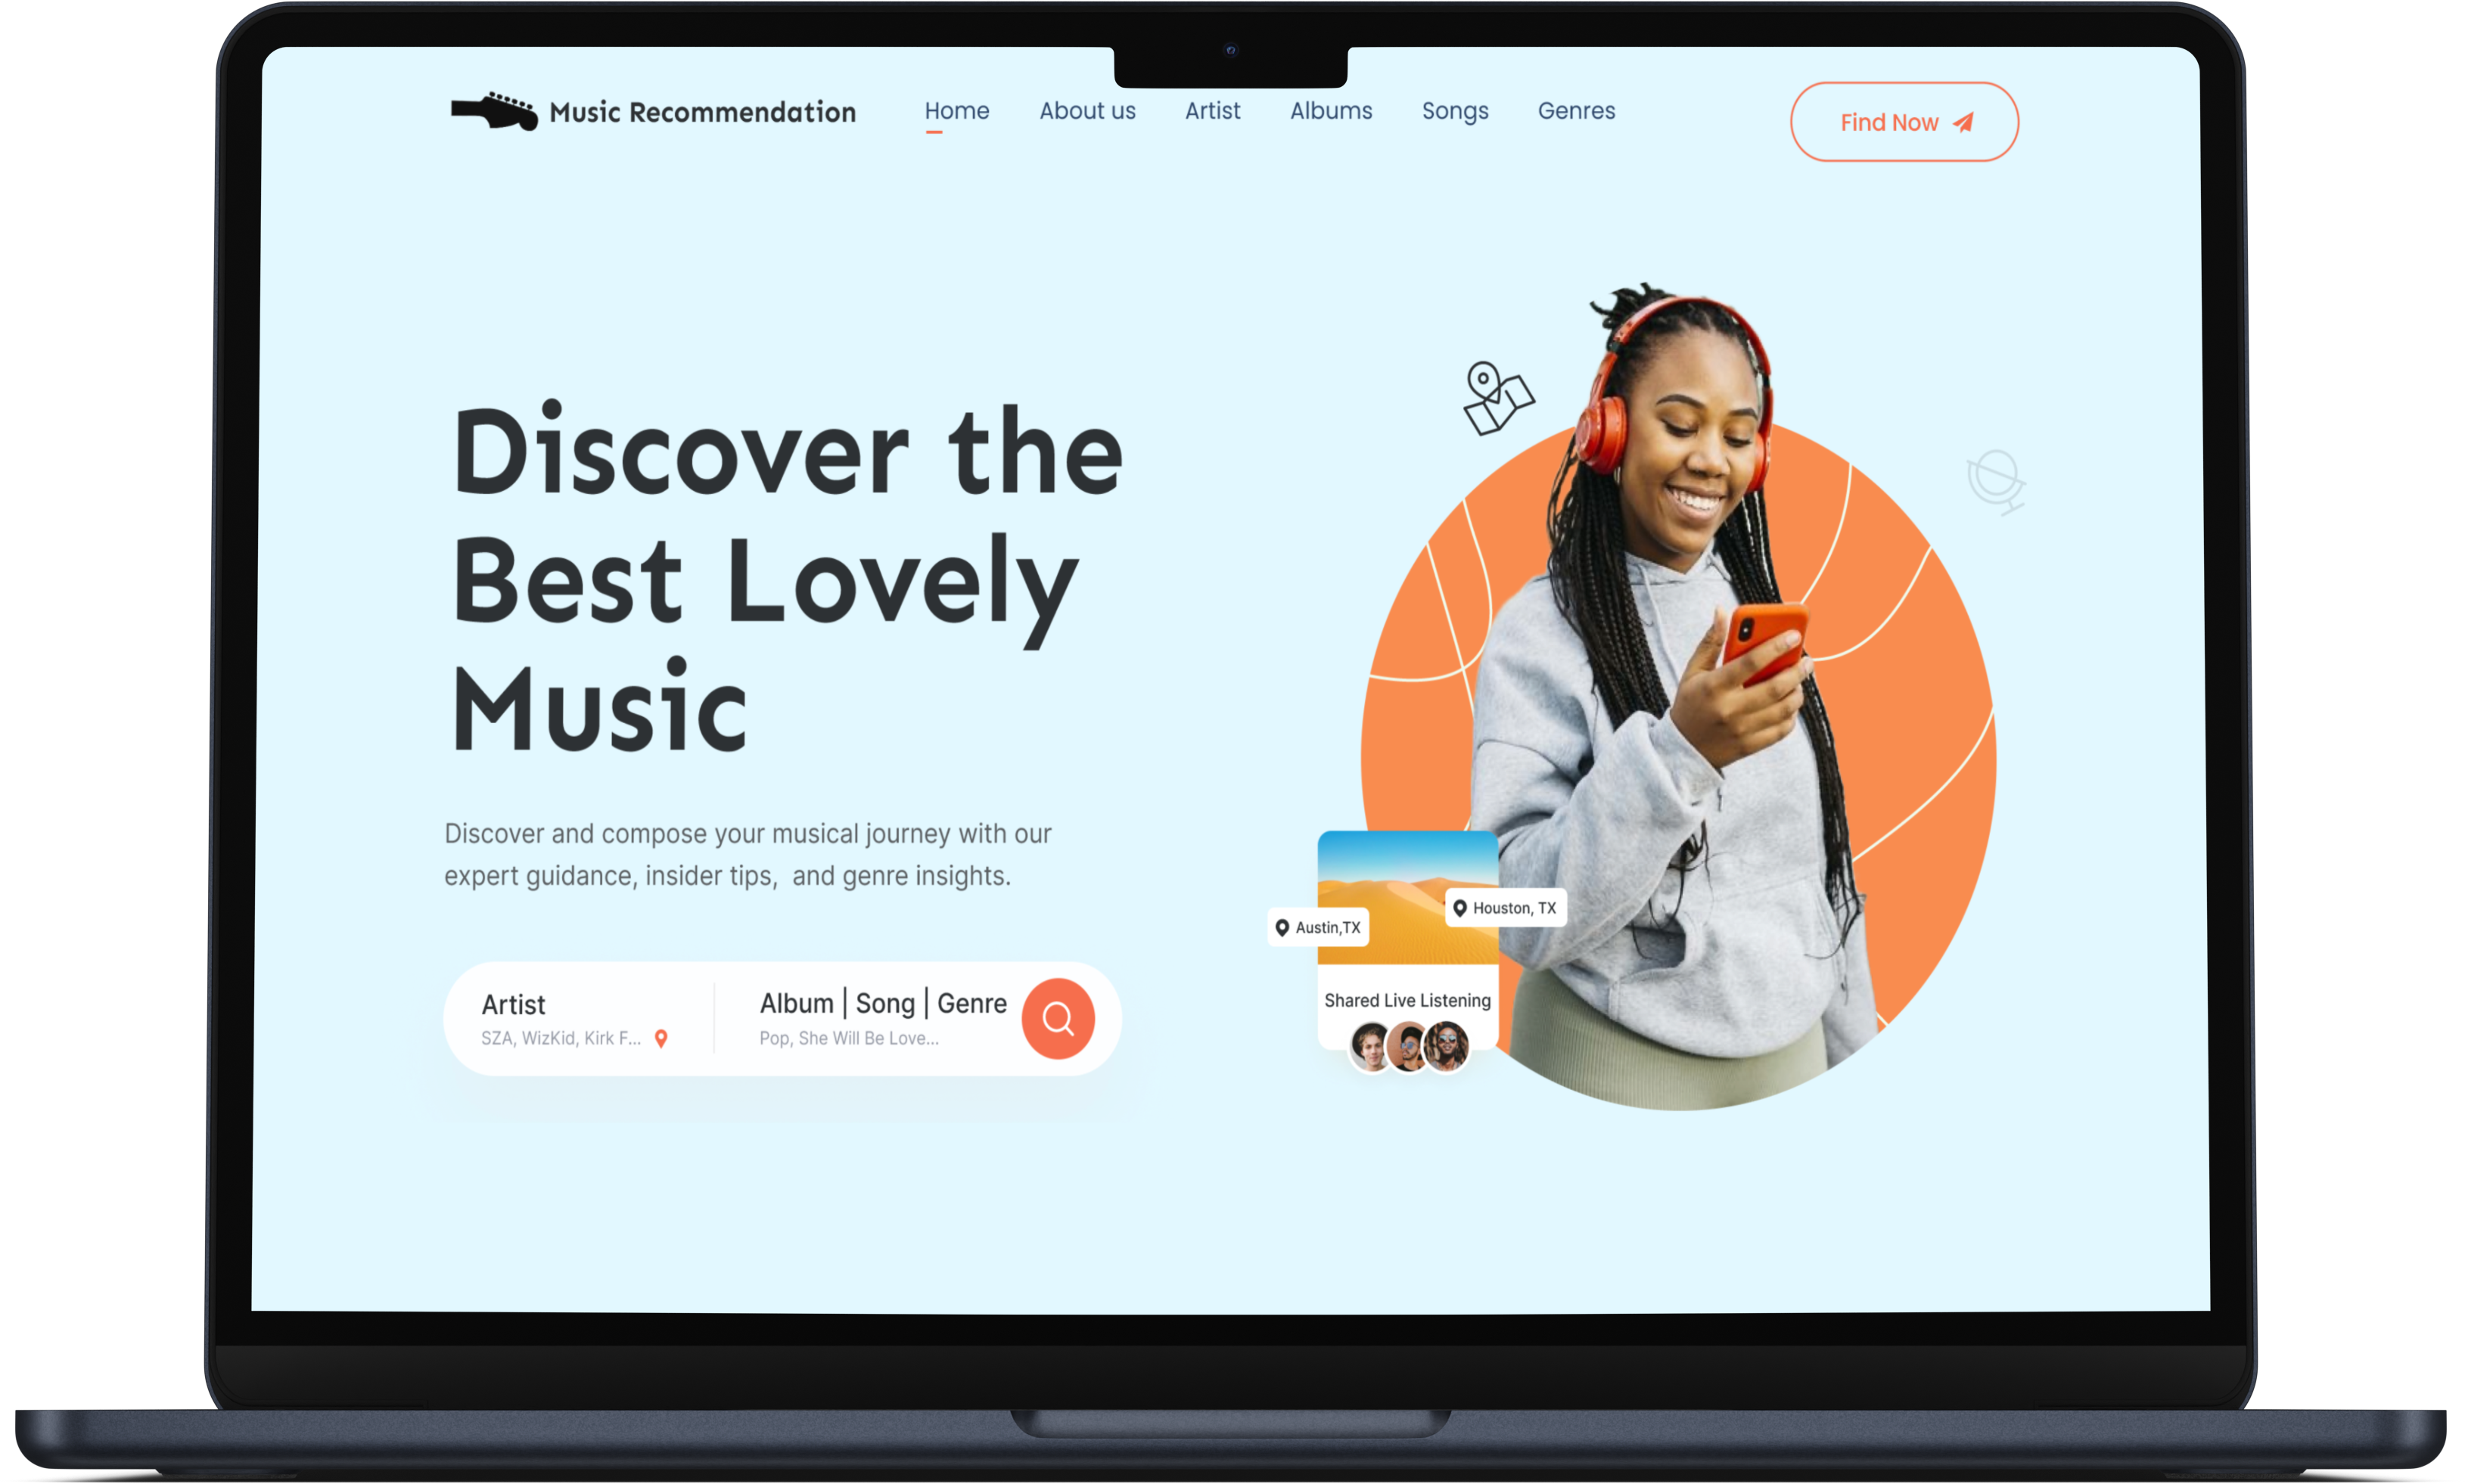 Music Recommendation
Home
About us
Artist
Albums
Songs
Genres
Find Now
Discover the
Best Lovely
Music
Discover and compose your musical journey with our
expert guidance, insider tips,  and genre insights.
Artist
SZA, WizKid, Kirk F...
Album | Song | Genre
Pop, She Will Be Love...
Austin,TX
Houston, TX
Shared Live Listening